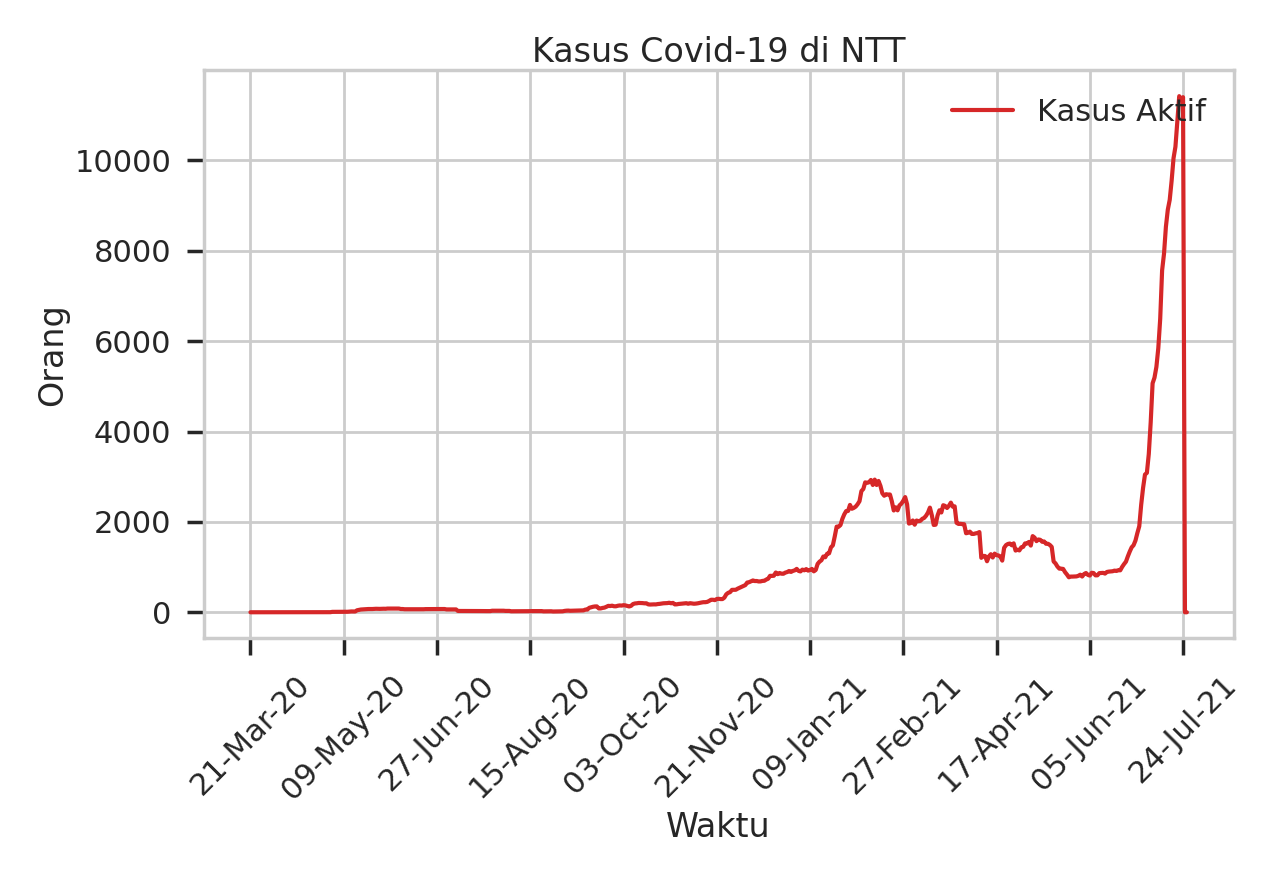 Kasus Covid-19 di NTT
Kasus Aktif
10000
8000
6000
4000
2000
0
Orang
21-Mar-20
09-May-20
27-Jun-20
15-Aug-20
03-Oct-20
21-Nov-20
09-Jan-21
27-Feb-21
17-Apr-21
05-Jun-21
24-Jul-21
Waktu